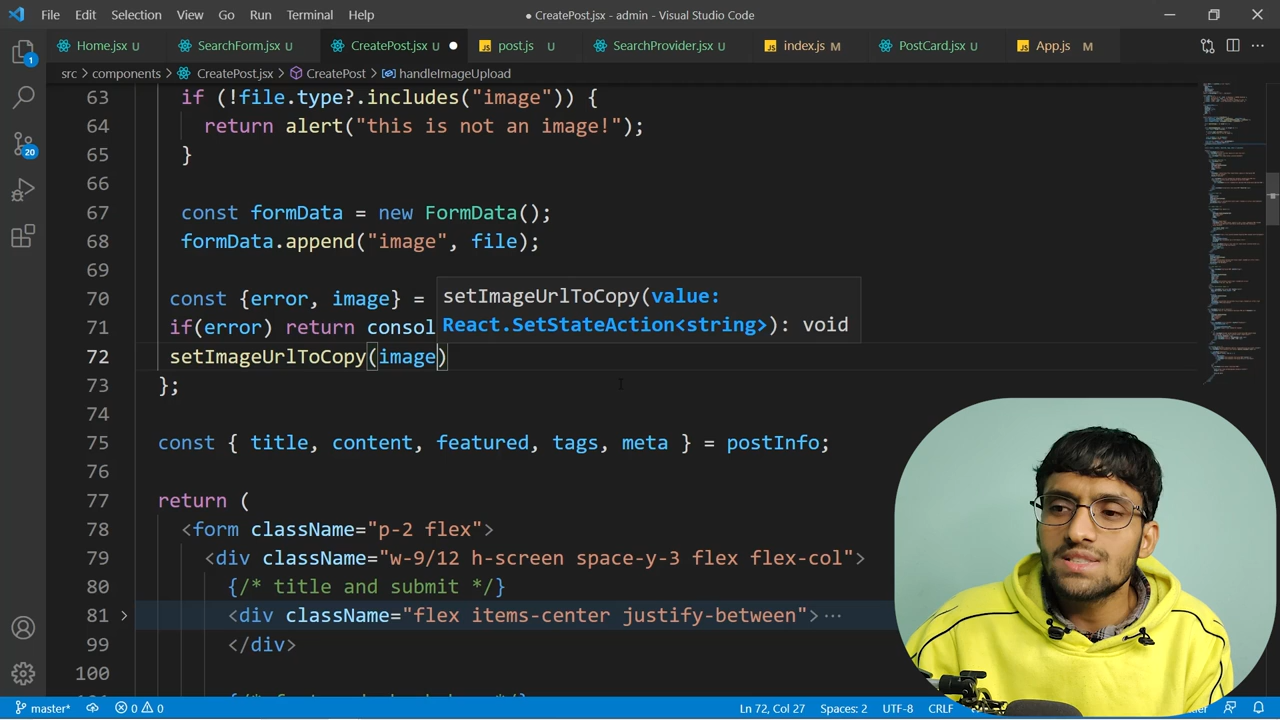 File Edit Selection View Go Run Terminal Help
● CreatePost.jsx - admin - Visual Studio Code
Home.jsx U
SearchForm.jsx U
CreatePost.jsx U
post.js U
SearchProvider.jsx U
index.js M
PostCard.jsx U
App.js M
src > components > CreatePost.jsx > CreatePost > handleImageUpload
1
20
63 if (!file.type?.includes("image")) {
64 return alert("this is not an image!");
65 }
66
67 const formData = new FormData();
68 formData.append("image", file);
69
70 const {error, image} =
71 if(error) return consol
setImageUrlToCopy(value:
React.SetStateAction<string>): void
72 setImageUrlToCopy(image)
73 };
74
75 const { title, content, featured, tags, meta } = postInfo;
76
77 return (
78 <form className="p-2 flex">
79 <div className="w-9/12 h-screen space-y-3 flex flex-col">
80 {/* title and submit */}
81 <div className="flex items-center justify-between">
99 </div>
100
master* 0 0
Ln 72, Col 27 Spaces: 2 UTF-8 CRLF